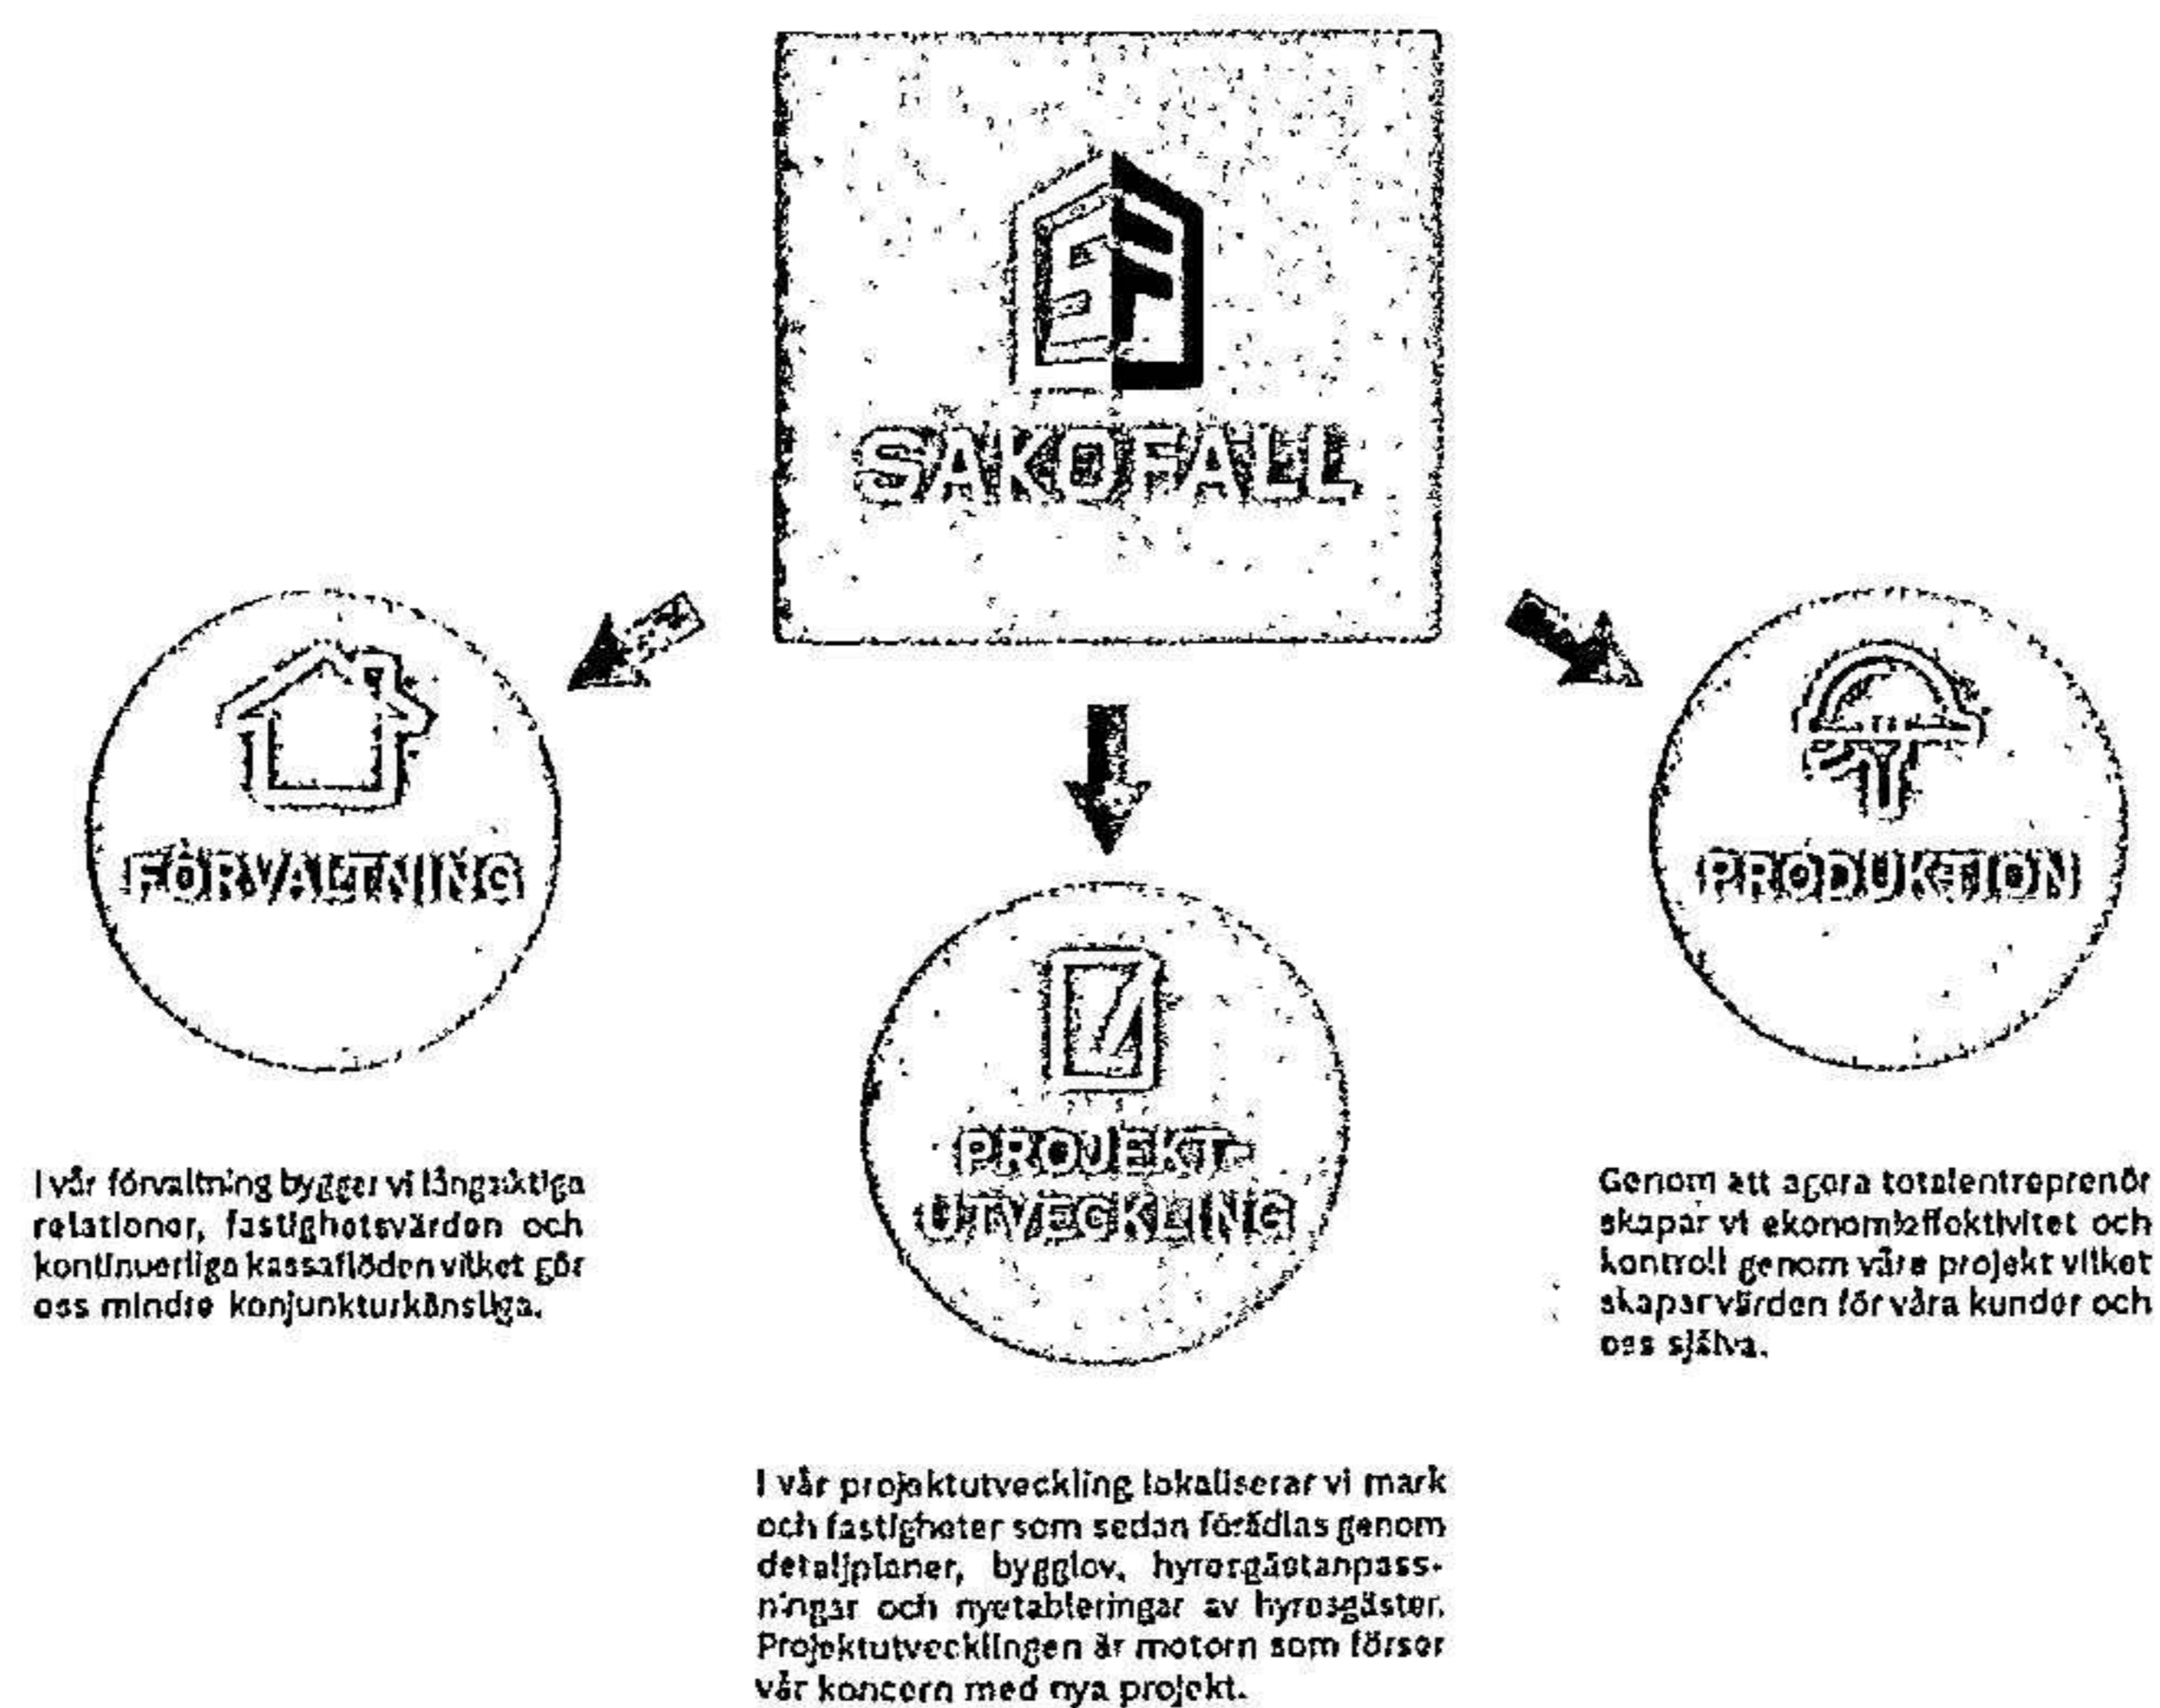 SÄKOFALL
FÖRVALTNING
I vår förvaltning bygger vi långsiktiga
relationer, fastighetsvärden och
kontinuerliga kassaflöden vilket gör
oss mindre konjunkturkänsliga.
PROJEKT-
UTVECKLING
I vår projektutveckling lokaliserar vi mark
och fastigheter som sedan förädlas genom
detaljplaner, bygglov, hyresgästanpass-
ningar och nyetableringar av hyresgäster.
Projektutvecklingen är motorn som förser
vår koncern med nya projekt.
PRODUKTION
Genom att agera totalentreprenör
skapar vi ekonomieffektivitet och
kontroll genom våra projekt vilket
skapar värden för våra kunder och
oss själva.